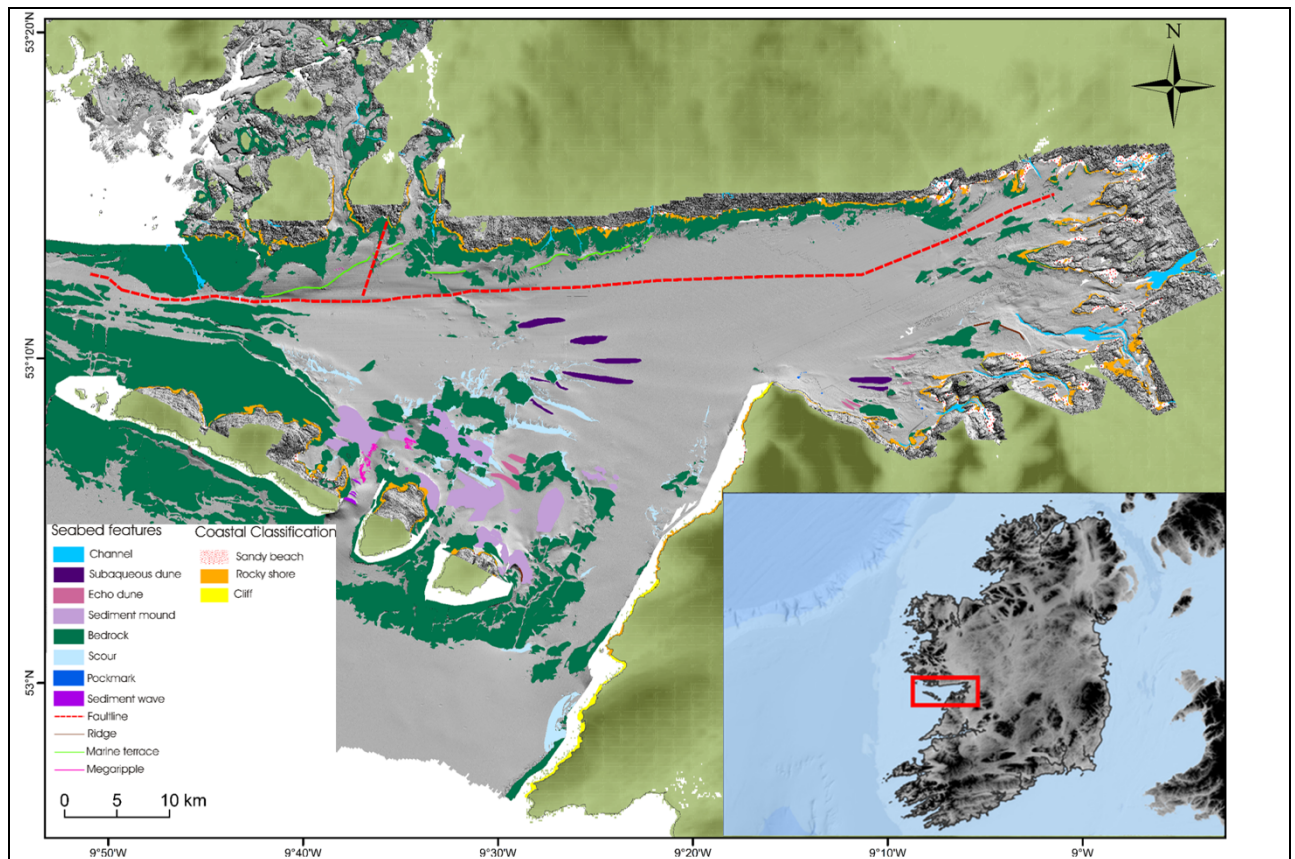 53°20'N
N
53°10'N
53°N
Seabed features
Channel
Subaqueous dune
Echo dune
Sediment mound
Bedrock
Scour
Pockmark
Sediment wave
Faultline
Ridge
Marine terrace
Megaripple
Coastal Classification
Sandy beach
Rocky shore
Cliff
0 5 10 km
9°50'W 9°40'W 9°30'W 9°20'W 9°10'W 9°W